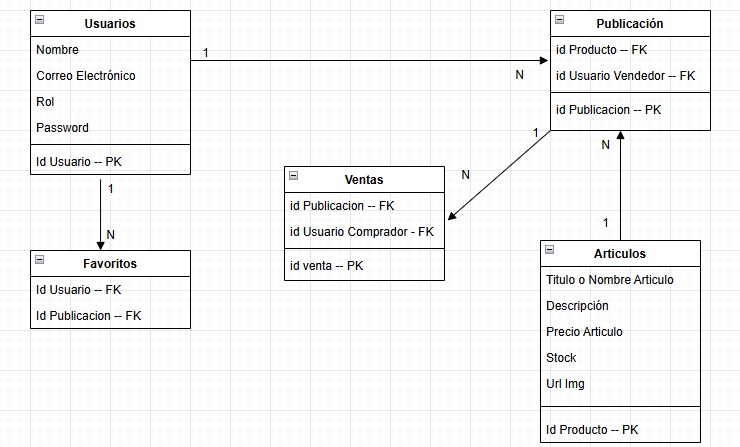 Usuarios
Nombre
Correo Electrónico
Rol
Password
Id Usuario -- PK
1
N
Publicación
id Producto -- FK
id Usuario Vendedor -- FK
id Publicacion -- PK
1
N
Favoritos
Id Usuario -- FK
Id Publicacion -- FK
1
N
Ventas
id Publicacion -- FK
id Usuario Comprador - FK
id venta -- PK
N
1
Articulos
Titulo o Nombre Articulo
Descripción
Precio Articulo
Stock
Url Img
Id Producto -- PK